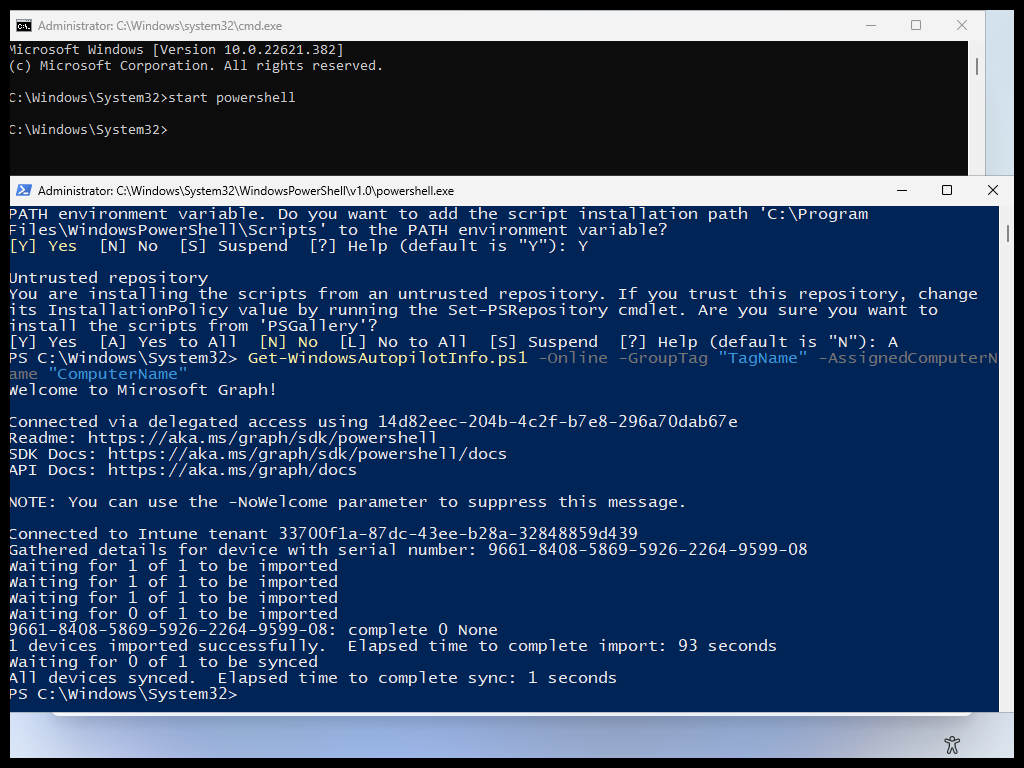 Administrator: C:\Windows\system32\cmd.exe
Microsoft Windows [Version 10.0.22621.382]
(c) Microsoft Corporation. All rights reserved.
C:\Windows\System32>start powershell
C:\Windows\System32>
Administrator: C:\Windows\System32\WindowsPowerShell\v1.0\powershell.exe
PATH environment variable. Do you want to add the script installation path 'C:\Program
Files\WindowsPowerShell\Scripts' to the PATH environment variable?
[Y] Yes  [N] No  [S] Suspend  [?] Help (default is "Y"): Y
Untrusted repository
You are installing the scripts from an untrusted repository. If you trust this repository, change
its InstallationPolicy value by running the Set-PSRepository cmdlet. Are you sure you want to
install the scripts from 'PSGallery'?
[Y] Yes  [A] Yes to All  [N] No  [L] No to All  [S] Suspend  [?] Help (default is "N"): A
PS C:\Windows\System32> Get-WindowsAutopilotInfo.ps1 -Online -GroupTag "TagName" -AssignedComputerN
ame "ComputerName"
Welcome to Microsoft Graph!
Connected via delegated access using 14d82eec-204b-4c2f-b7e8-296a70dab67e
Readme: https://aka.ms/graph/sdk/powershell
SDK Docs: https://aka.ms/graph/sdk/powershell/docs
API Docs: https://aka.ms/graph/docs
NOTE: You can use the -NoWelcome parameter to suppress this message.
Connected to Intune tenant 33700f1a-87dc-43ee-b28a-32848859d439
Gathered details for device with serial number: 9661-8408-5869-5926-2264-9599-08
Waiting for 1 of 1 to be imported
Waiting for 1 of 1 to be imported
Waiting for 1 of 1 to be imported
Waiting for 0 of 1 to be imported
9661-8408-5869-5926-2264-9599-08: complete 0 None
1 devices imported successfully.  Elapsed time to complete import: 93 seconds
Waiting for 0 of 1 to be synced
All devices synced.  Elapsed time to complete sync: 1 seconds
PS C:\Windows\System32>